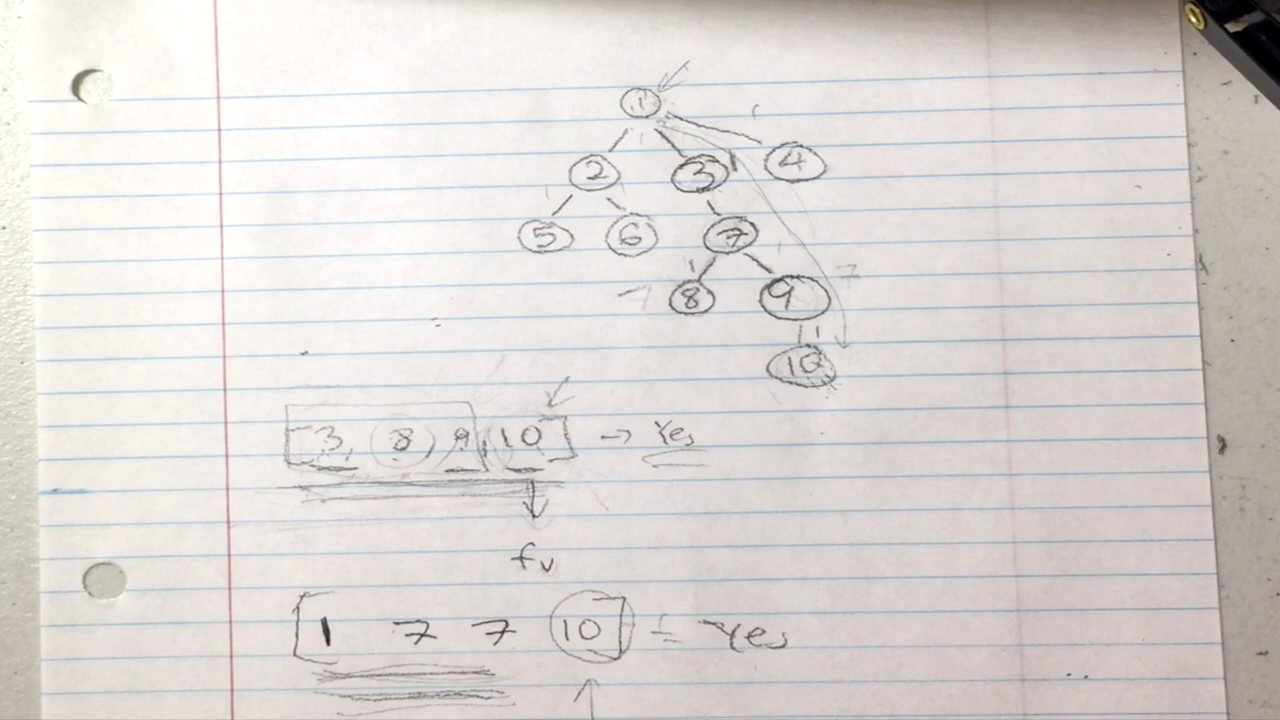 1
2 3 4
5 6 7
8 9 7
10
[3, 8, 9, 10] → Yes
fv
[1 7 7 10] = Yes